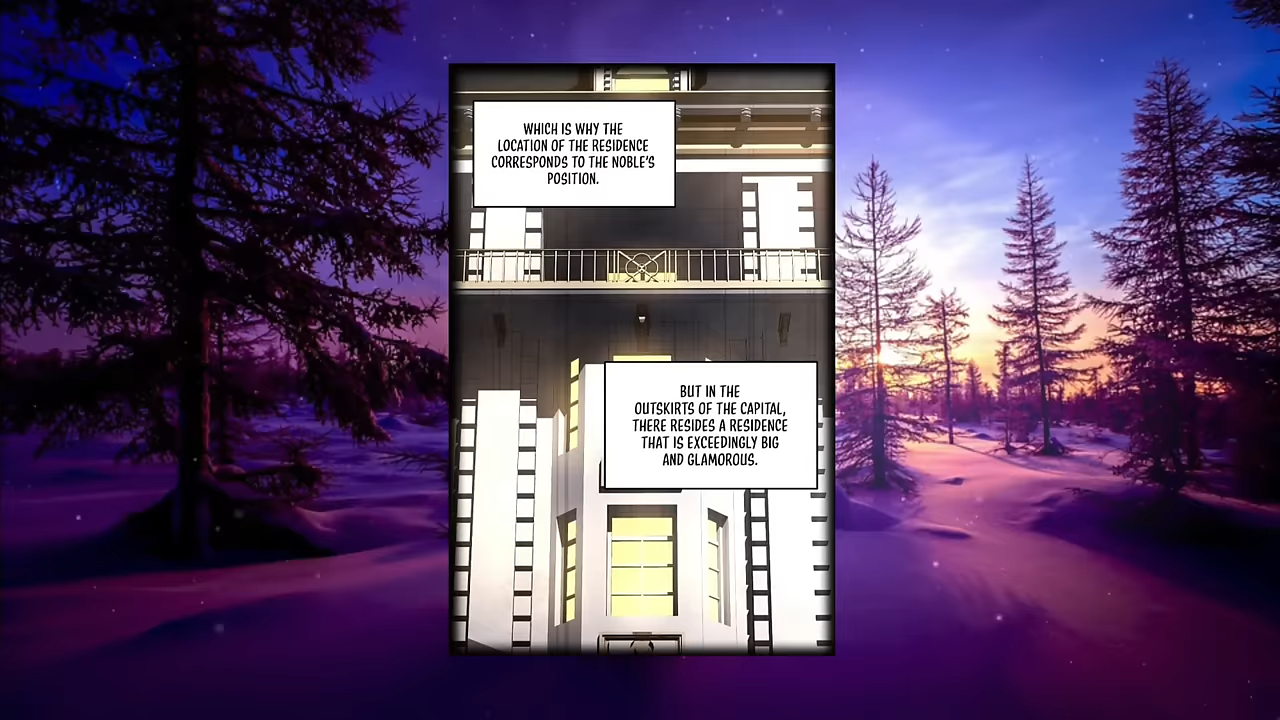 WHICH IS WHY THE
LOCATION OF THE RESIDENCE
CORRESPONDS TO THE NOBLE'S
POSITION.
BUT IN THE
OUTSKIRTS OF THE CAPITAL,
THERE RESIDES A RESIDENCE
THAT IS EXCEEDINGLY BIG
AND GLAMOROUS.